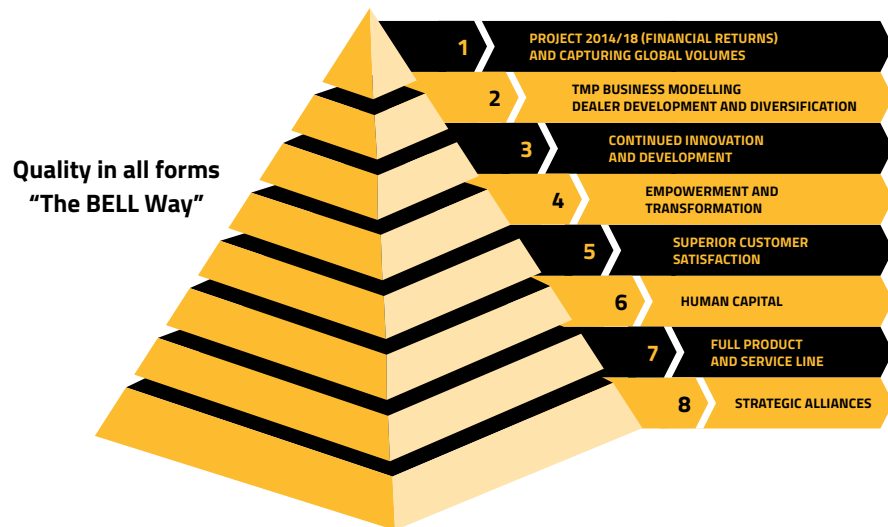 Quality in all forms
“The BELL Way”
1
PROJECT 2014/18 (FINANCIAL RETURNS)
AND CAPTURING GLOBAL VOLUMES
2
TMP BUSINESS MODELLING
DEALER DEVELOPMENT AND DIVERSIFICATION
3
CONTINUED INNOVATION
AND DEVELOPMENT
4
EMPOWERMENT AND
TRANSFORMATION
5
SUPERIOR CUSTOMER
SATISFACTION
6
HUMAN CAPITAL
7
FULL PRODUCT
AND SERVICE LINE
8
STRATEGIC ALLIANCES